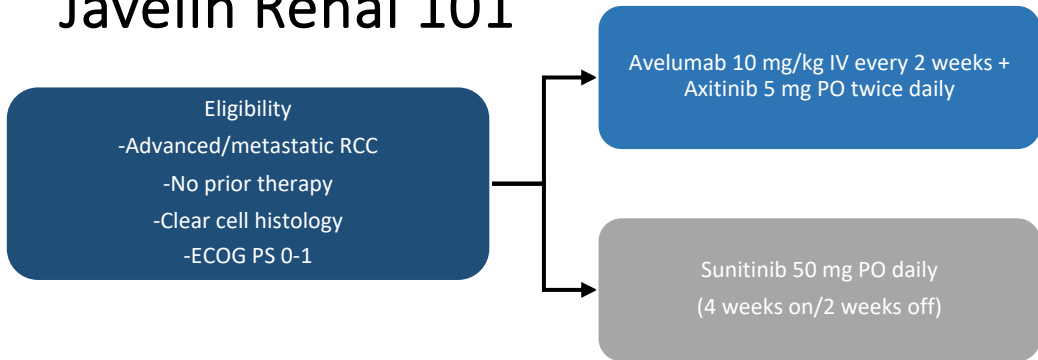 Javelin Renal 101
Eligibility
-Advanced/metastatic RCC
-No prior therapy
-Clear cell histology
-ECOG PS 0-1
Avelumab 10 mg/kg IV every 2 weeks +
Axitinib 5 mg PO twice daily
Sunitinib 50 mg PO daily
(4 weeks on/2 weeks off)